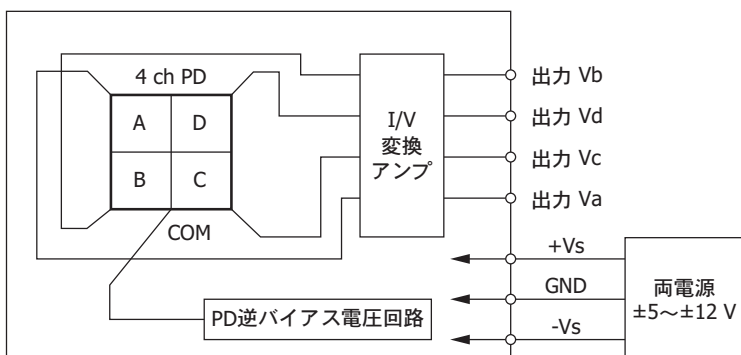 4 ch PD
A
D
B
C
COM
I/V
変換
アンプ
出力 Vb
出力 Vd
出力 Vc
出力 Va
+Vs
GND
-Vs
両電源
±5～±12 V
PD逆バイアス電圧回路